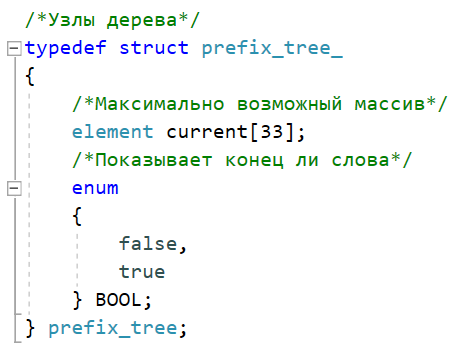 /*Узлы дерева*/
typedef struct prefix_tree_
{
/*Максимально возможный массив*/
element current[33];
/*Показывает конец ли слова*/
enum
{
false,
true
} BOOL;
} prefix_tree;